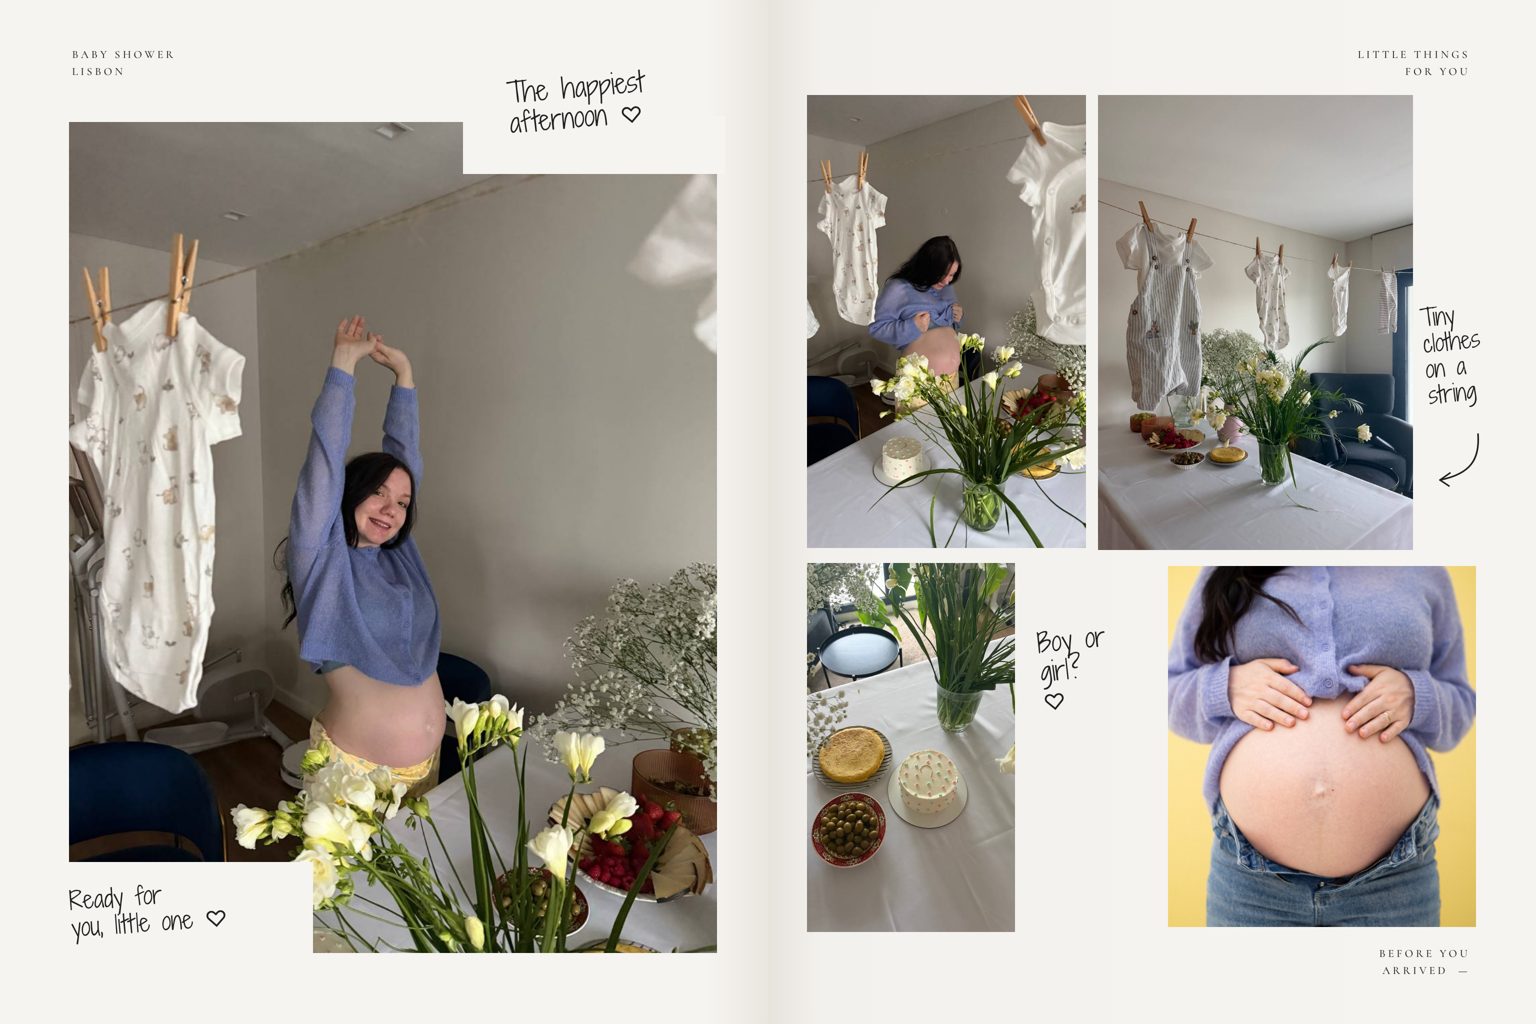 BABY SHOWER
LISBON
The happiest
afternoon ♡
Ready for
you, little one ♡
LITTLE THINGS
FOR YOU
Tiny
clothes
on a
string
Boy or
girl?
♡
BEFORE YOU
ARRIVED —